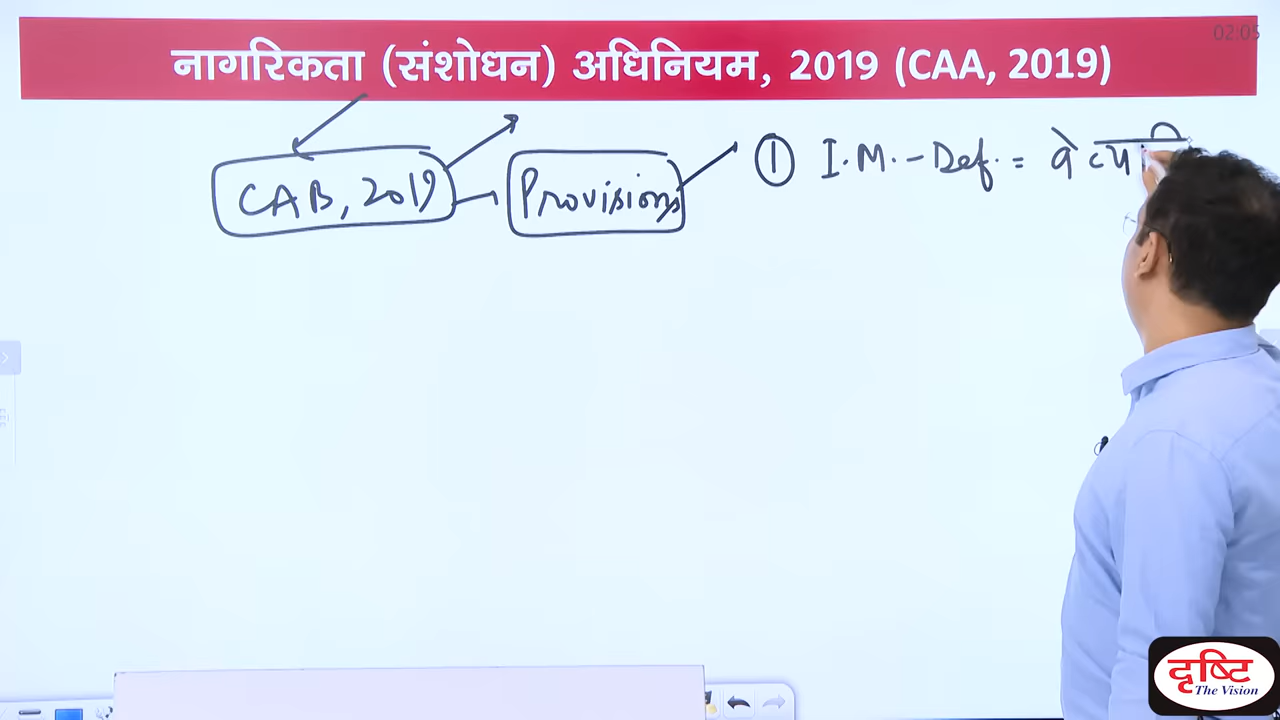 02:05
नागरिकता (संशोधन) अधिनियम, 2019 (CAA, 2019)
CAB, 2019
Provisions
① I.M. - Def. =
दृष्टि
The Vision